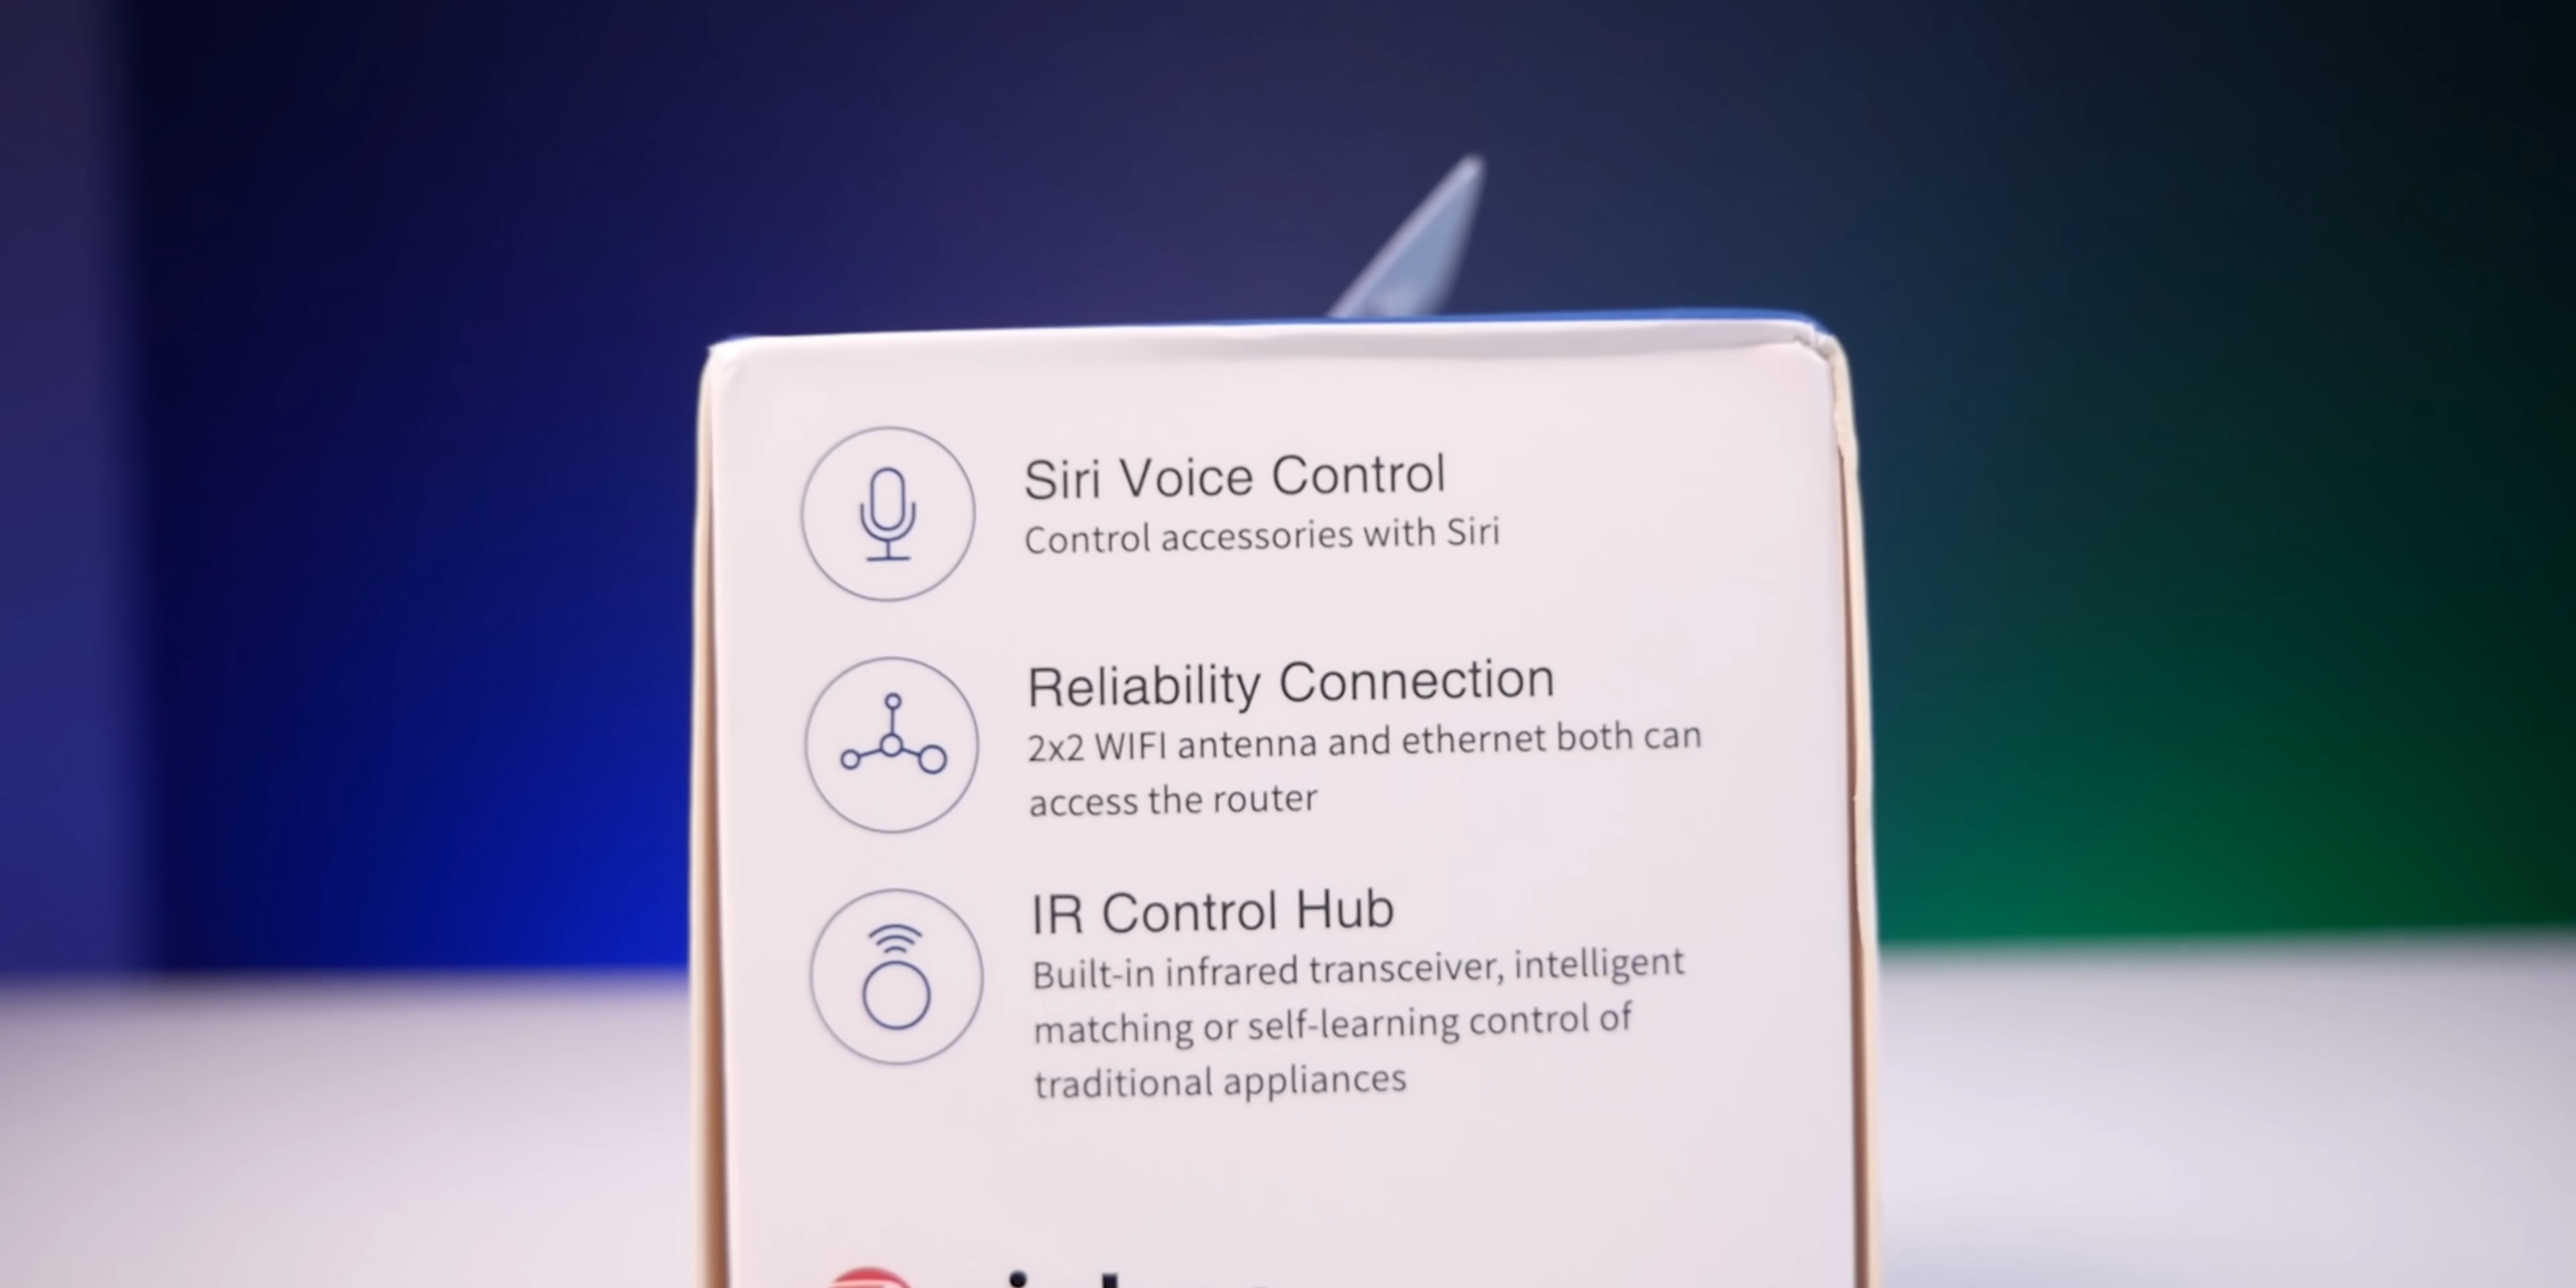 Siri Voice Control
Control accessories with Siri
Reliability Connection
2x2 WIFI antenna and ethernet both can
access the router
IR Control Hub
Built-in infrared transceiver, intelligent
matching or self-learning control of
traditional appliances